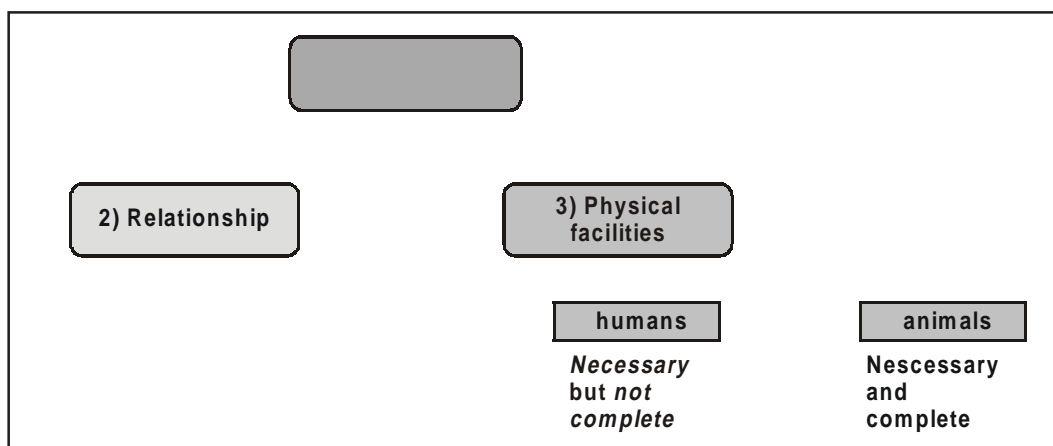 2) Relationship
3) Physical
facilities
humans
animals
Necessary
but not
complete
Nescessary
and
complete